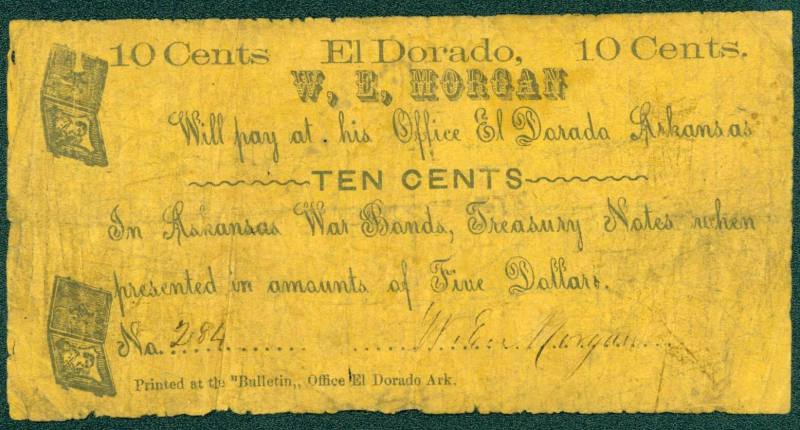 10 Cents El Dorado, 10 Cents.
W. E. MORGAN
Will pay at. his Office El Dorado Arkansas
TEN CENTS
In Arkansas War Bonds, Treasury Notes when
presented in amounts of Five Dollars.
No. 284 W. E. Morgan
Printed at the "Bulletin,, Office El Dorado Ark.